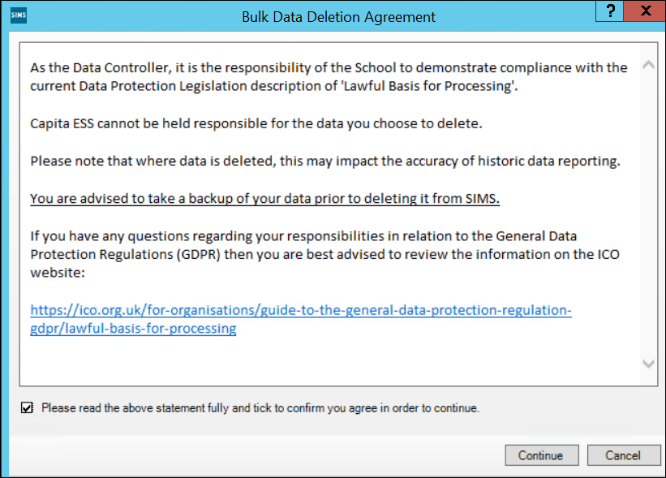 SIMS
Bulk Data Deletion Agreement
?
X
As the Data Controller, it is the responsibility of the School to demonstrate compliance with the
current Data Protection Legislation description of 'Lawful Basis for Processing'.
Capita ESS cannot be held responsible for the data you choose to delete.
Please note that where data is deleted, this may impact the accuracy of historic data reporting.
You are advised to take a backup of your data prior to deleting it from SIMS.
If you have any questions regarding your responsibilities in relation to the General Data
Protection Regulations (GDPR) then you are best advised to review the information on the ICO
website:
https://ico.org.uk/for-organisations/guide-to-the-general-data-protection-regulation-
gdpr/lawful-basis-for-processing
Please read the above statement fully and tick to confirm you agree in order to continue.
Continue
Cancel